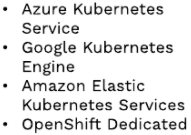 • Azure Kubernetes
Service
• Google Kubernetes
Engine
• Amazon Elastic
Kubernetes Services
• OpenShift Dedicated